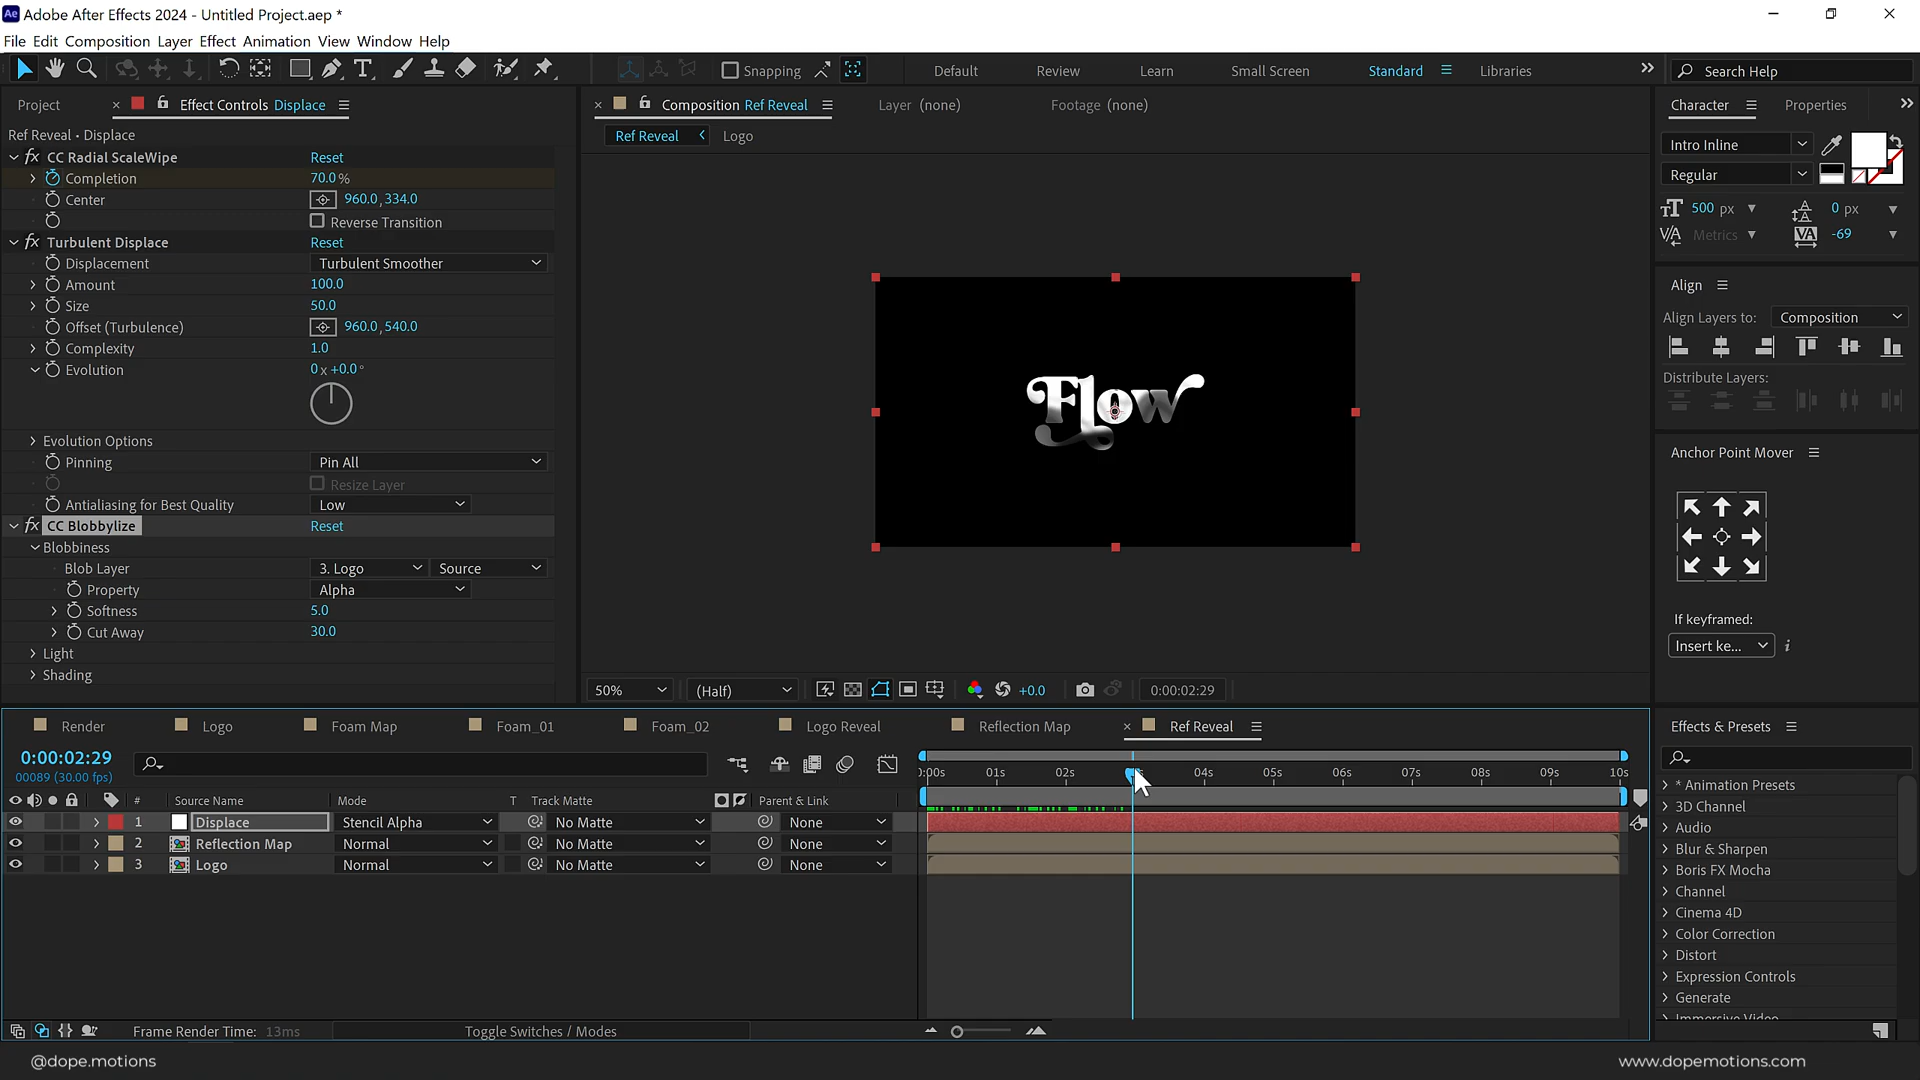 Ae Adobe After Effects 2024 - Untitled Project.aep *
File Edit Composition Layer Effect Animation View Window Help
Snapping Default Review Learn Small Screen Standard Libraries Search Help
Project Effect Controls Displace
Composition Ref Reveal Layer (none) Footage (none)
Character Properties
Ref Reveal • Displace
Ref Reveal Logo
fx CC Radial ScaleWipe Reset
Completion 70.0 %
Center 960.0, 334.0
Reverse Transition
fx Turbulent Displace Reset
Displacement Turbulent Smoother
Amount 100.0
Size 50.0
Offset (Turbulence) 960.0, 540.0
Complexity 1.0
Evolution 0 x +0.0°
Evolution Options
Pinning Pin All
Resize Layer
Antialiasing for Best Quality Low
fx CC Blobbylize Reset
Blobbiness
Blob Layer 3. Logo Source
Property Alpha
Softness 5.0
Cut Away 30.0
Light
Shading
Flow
50% (Half) +0.0 0:00:02:29
Intro Inline
Regular
500 px 0 px
Metrics -69
Align
Align Layers to: Composition
Distribute Layers:
Anchor Point Mover
If keyframed:
Insert ke... i
Render Logo Foam Map Foam_01 Foam_02 Logo Reveal Reflection Map Ref Reveal
0:00:02:29
00089 (30.00 fps)
):00s 01s 02s 04s 05s 06s 07s 08s 09s 10s
# Source Name Mode T Track Matte Parent & Link
1 Displace Stencil Alpha No Matte None
2 Reflection Map Normal No Matte None
3 Logo Normal No Matte None
Frame Render Time: 13ms Toggle Switches / Modes
Effects & Presets
* Animation Presets
3D Channel
Audio
Blur & Sharpen
Boris FX Mocha
Channel
Cinema 4D
Color Correction
Distort
Expression Controls
Generate
Immersive Video
@dope.motions
www.dopemotions.com